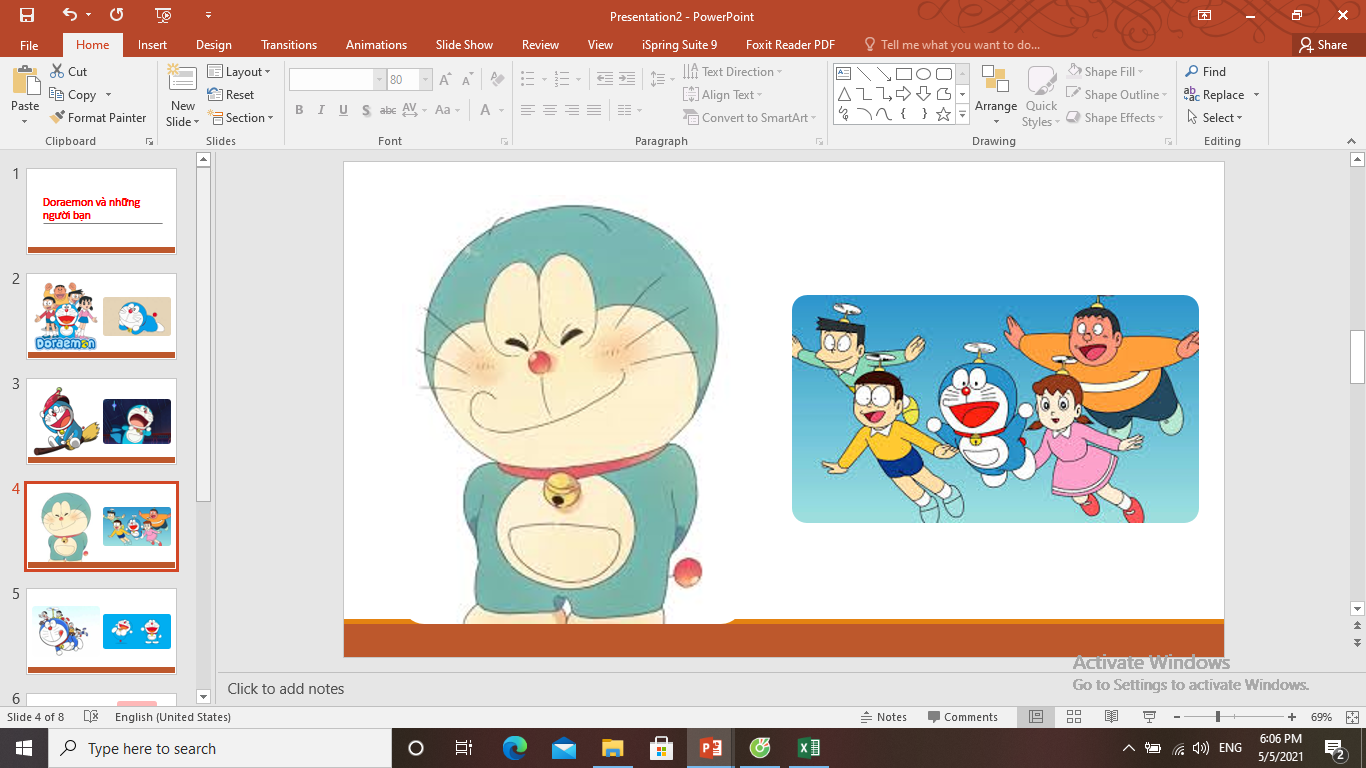 Presentation2 - PowerPoint
File Home Insert Design Transitions Animations Slide Show Review View iSpring Suite 9 Foxit Reader PDF Tell me what you want to do... Share
Paste
Cut
Copy
Format Painter
Clipboard
New Slide
Layout
Reset
Section
Slides
80
B I U S abc AV Aa A
Font
Text Direction
Align Text
Convert to SmartArt
Paragraph
Arrange
Quick Styles
Shape Fill
Shape Outline
Shape Effects
Drawing
Find
Replace
Select
Editing
1
Doraemon và những
người bạn
2
Doraemon
3
4
5
6
Activate Windows
Go to Settings to activate Windows.
Click to add notes
Slide 4 of 8 English (United States) Notes Comments 69%
Type here to search
ENG
6:06 PM
5/5/2021
2